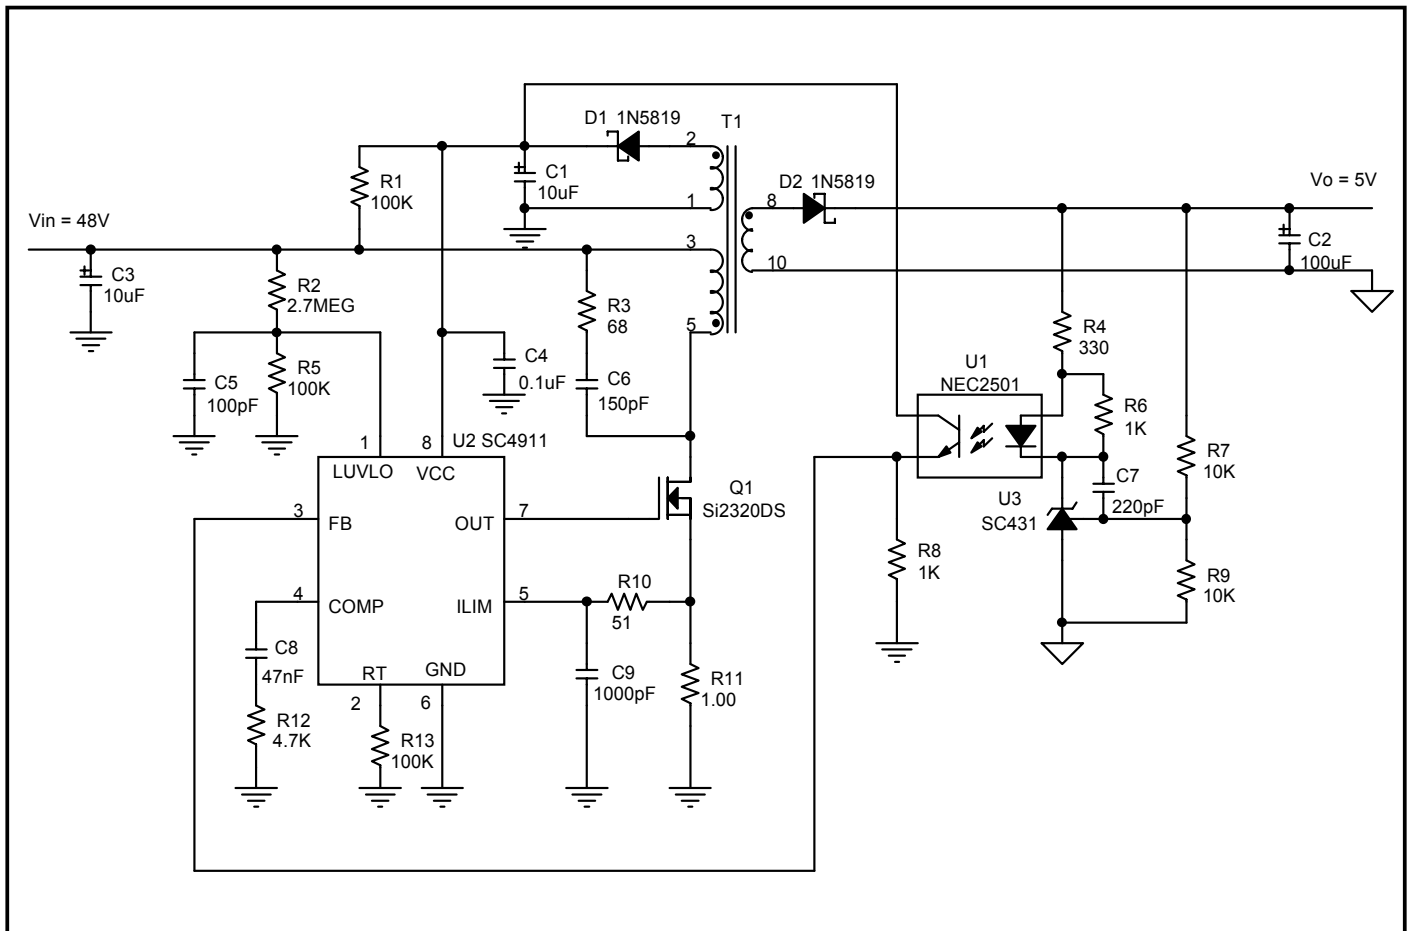 D1 1N5819
T1
2
R1
100K
C1
10uF
1
D2 1N5819
8
Vo = 5V
Vin = 48V
3
10
C2
100uF
C3
10uF
R2
2.7MEG
R3
68
5
R4
330
C5
100pF
R5
100K
C4
0.1uF
C6
150pF
U1
NEC2501
R6
1K
1
8
U2 SC4911
LUVLO
VCC
R7
10K
C7
220pF
Q1
Si2320DS
U3
SC431
3
FB
OUT
7
R8
1K
R9
10K
4
COMP
ILIM
5
R10
51
C8
47nF
RT
GND
C9
1000pF
R11
1.00
2
6
R12
4.7K
R13
100K